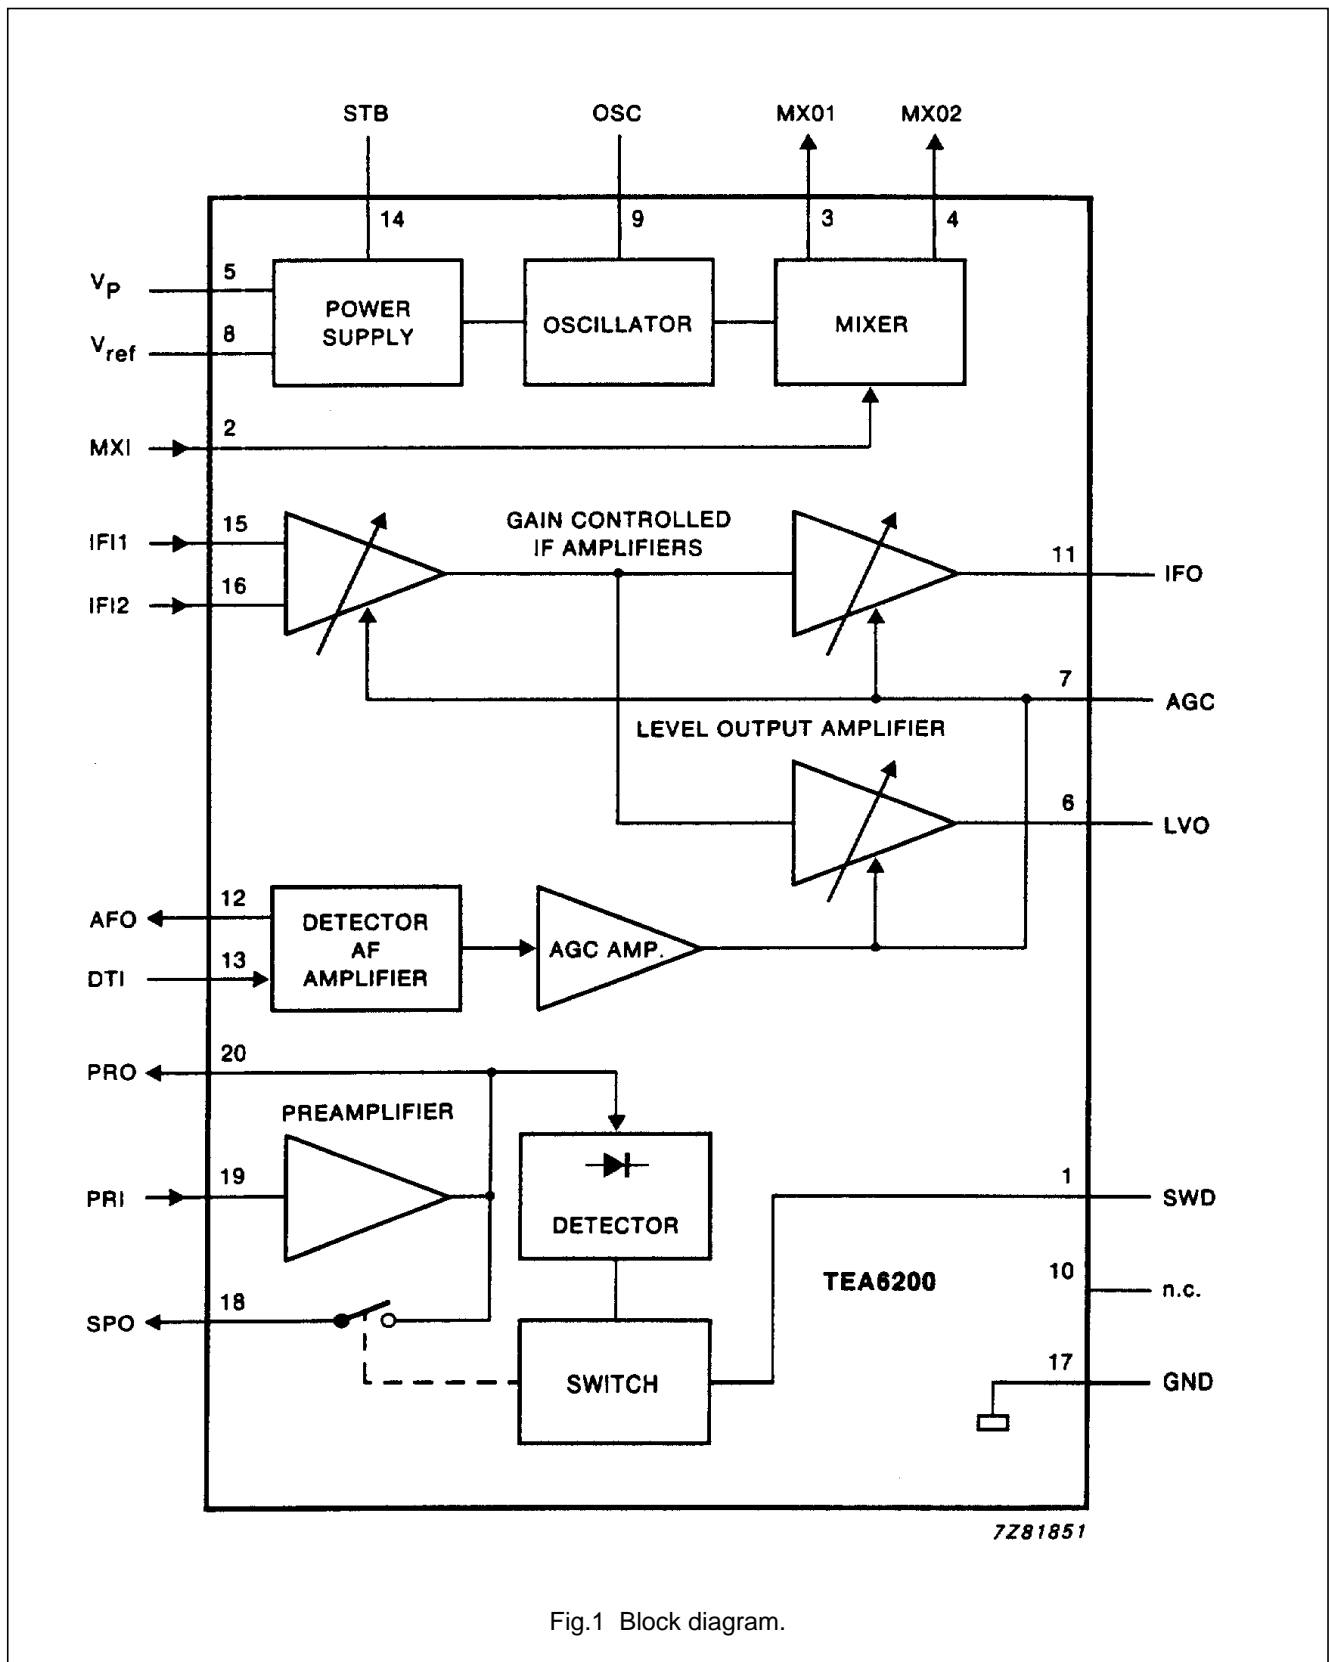 STB OSC MX01 MX02
14 9 3 4
VP 5
POWER SUPPLY
OSCILLATOR
MIXER
Vref 8
MXI 2
IFI1 15
GAIN CONTROLLED
IF AMPLIFIERS
11 IFO
IFI2 16
7 AGC
LEVEL OUTPUT AMPLIFIER
6 LVO
AFO 12
DETECTOR
AF
AMPLIFIER
AGC AMP.
DTI 13
PRO 20
PREAMPLIFIER
PRI 19
DETECTOR
1 SWD
TEA6200
10 n.c.
SPO 18
SWITCH
17 GND
7Z81851
Fig.1 Block diagram.